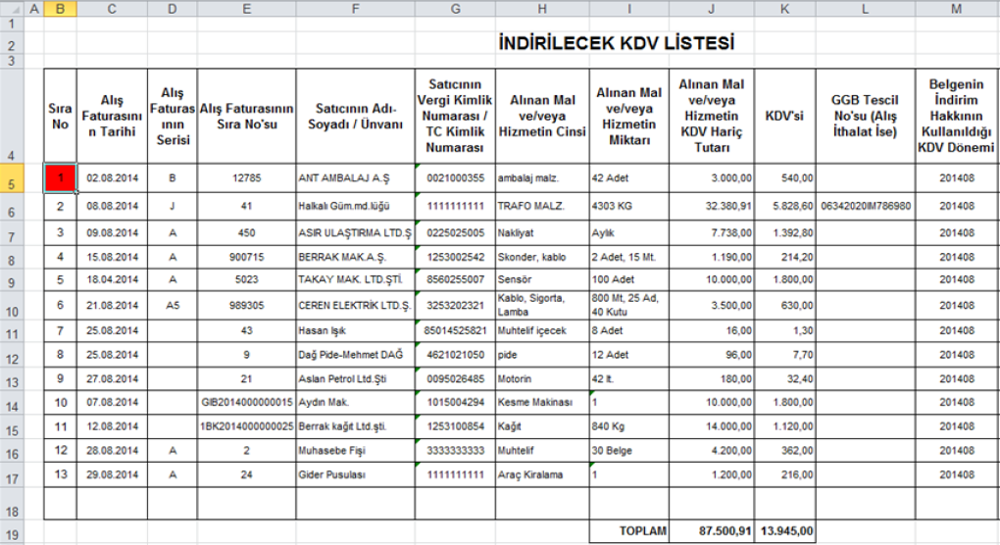 A B C D E F G H I J K L M
1
2 İNDİRİLECEK KDV LİSTESİ
3
4 Sıra No Alış Faturasını n Tarihi Alış Faturas ının Serisi Alış Faturasının Sıra No'su Satıcının Adı-Soyadı / Ünvanı Satıcının Vergi Kimlik Numarası / TC Kimlik Numarası Alınan Mal ve/veya Hizmetin Cinsi Alınan Mal ve/veya Hizmetin Miktarı Alınan Mal ve/veya Hizmetin KDV Hariç Tutarı KDV'si GGB Tescil No'su (Alış İthalat İse) Belgenin İndirim Hakkının Kullanıldığı KDV Dönemi
5 1 02.08.2014 B 12785 ANT AMBALAJ A.Ş 0021000355 ambalaj malz. 42 Adet 3.000,00 540,00 201408
6 2 08.08.2014 J 41 Halkalı Güm.md.lüğü 1111111111 TRAFO MALZ. 4303 KG 32.380,91 5.828,60 06342020IM786980 201408
7 3 09.08.2014 A 450 ASIR ULAŞTIRMA LTD.Ş 0225025005 Nakliyat Aylık 7.738,00 1.392,80 201408
8 4 15.08.2014 A 900715 BERRAK MAK.A.Ş. 1253002542 Skonder, kablo 2 Adet, 15 Mt. 1.190,00 214,20 201408
9 5 18.04.2014 A 5023 TAKAY MAK. LTD.ŞTİ. 8560255007 Sensör 100 Adet 10.000,00 1.800,00 201408
10 6 21.08.2014 A5 989305 CEREN ELEKTRİK LTD.Ş. 3253202321 Kablo, Sigorta, Lamba 800 Mt, 25 Ad, 40 Kutu 3.500,00 630,00 201408
11 7 25.08.2014 43 Hasan Işık 85014525821 Muhtelif içecek 8 Adet 16,00 1,30 201408
12 8 25.08.2014 9 Dağ Pide-Mehmet DAĞ 4621021050 pide 12 Adet 96,00 7,70 201408
13 9 27.08.2014 21 Aslan Petrol Ltd.Şti 0095026485 Motorin 42 lt. 180,00 32,40 201408
14 10 07.08.2014 GIB2014000000015 Aydın Mak. 1015004294 Kesme Makinası 1 10.000,00 1.800,00 201408
15 11 12.08.2014 1BK2014000000025 Berrak kağıt Ltd.şti. 1253100854 Kağıt 840 Kg 14.000,00 1.120,00 201408
16 12 28.08.2014 A 2 Muhasebe Fişi 3333333333 Muhtelif 30 Belge 4.200,00 362,00 201408
17 13 29.08.2014 A 24 Gider Pusulası 1111111111 Araç Kiralama 1 1.200,00 216,00 201408
18
19 TOPLAM 87.500,91 13.945,00